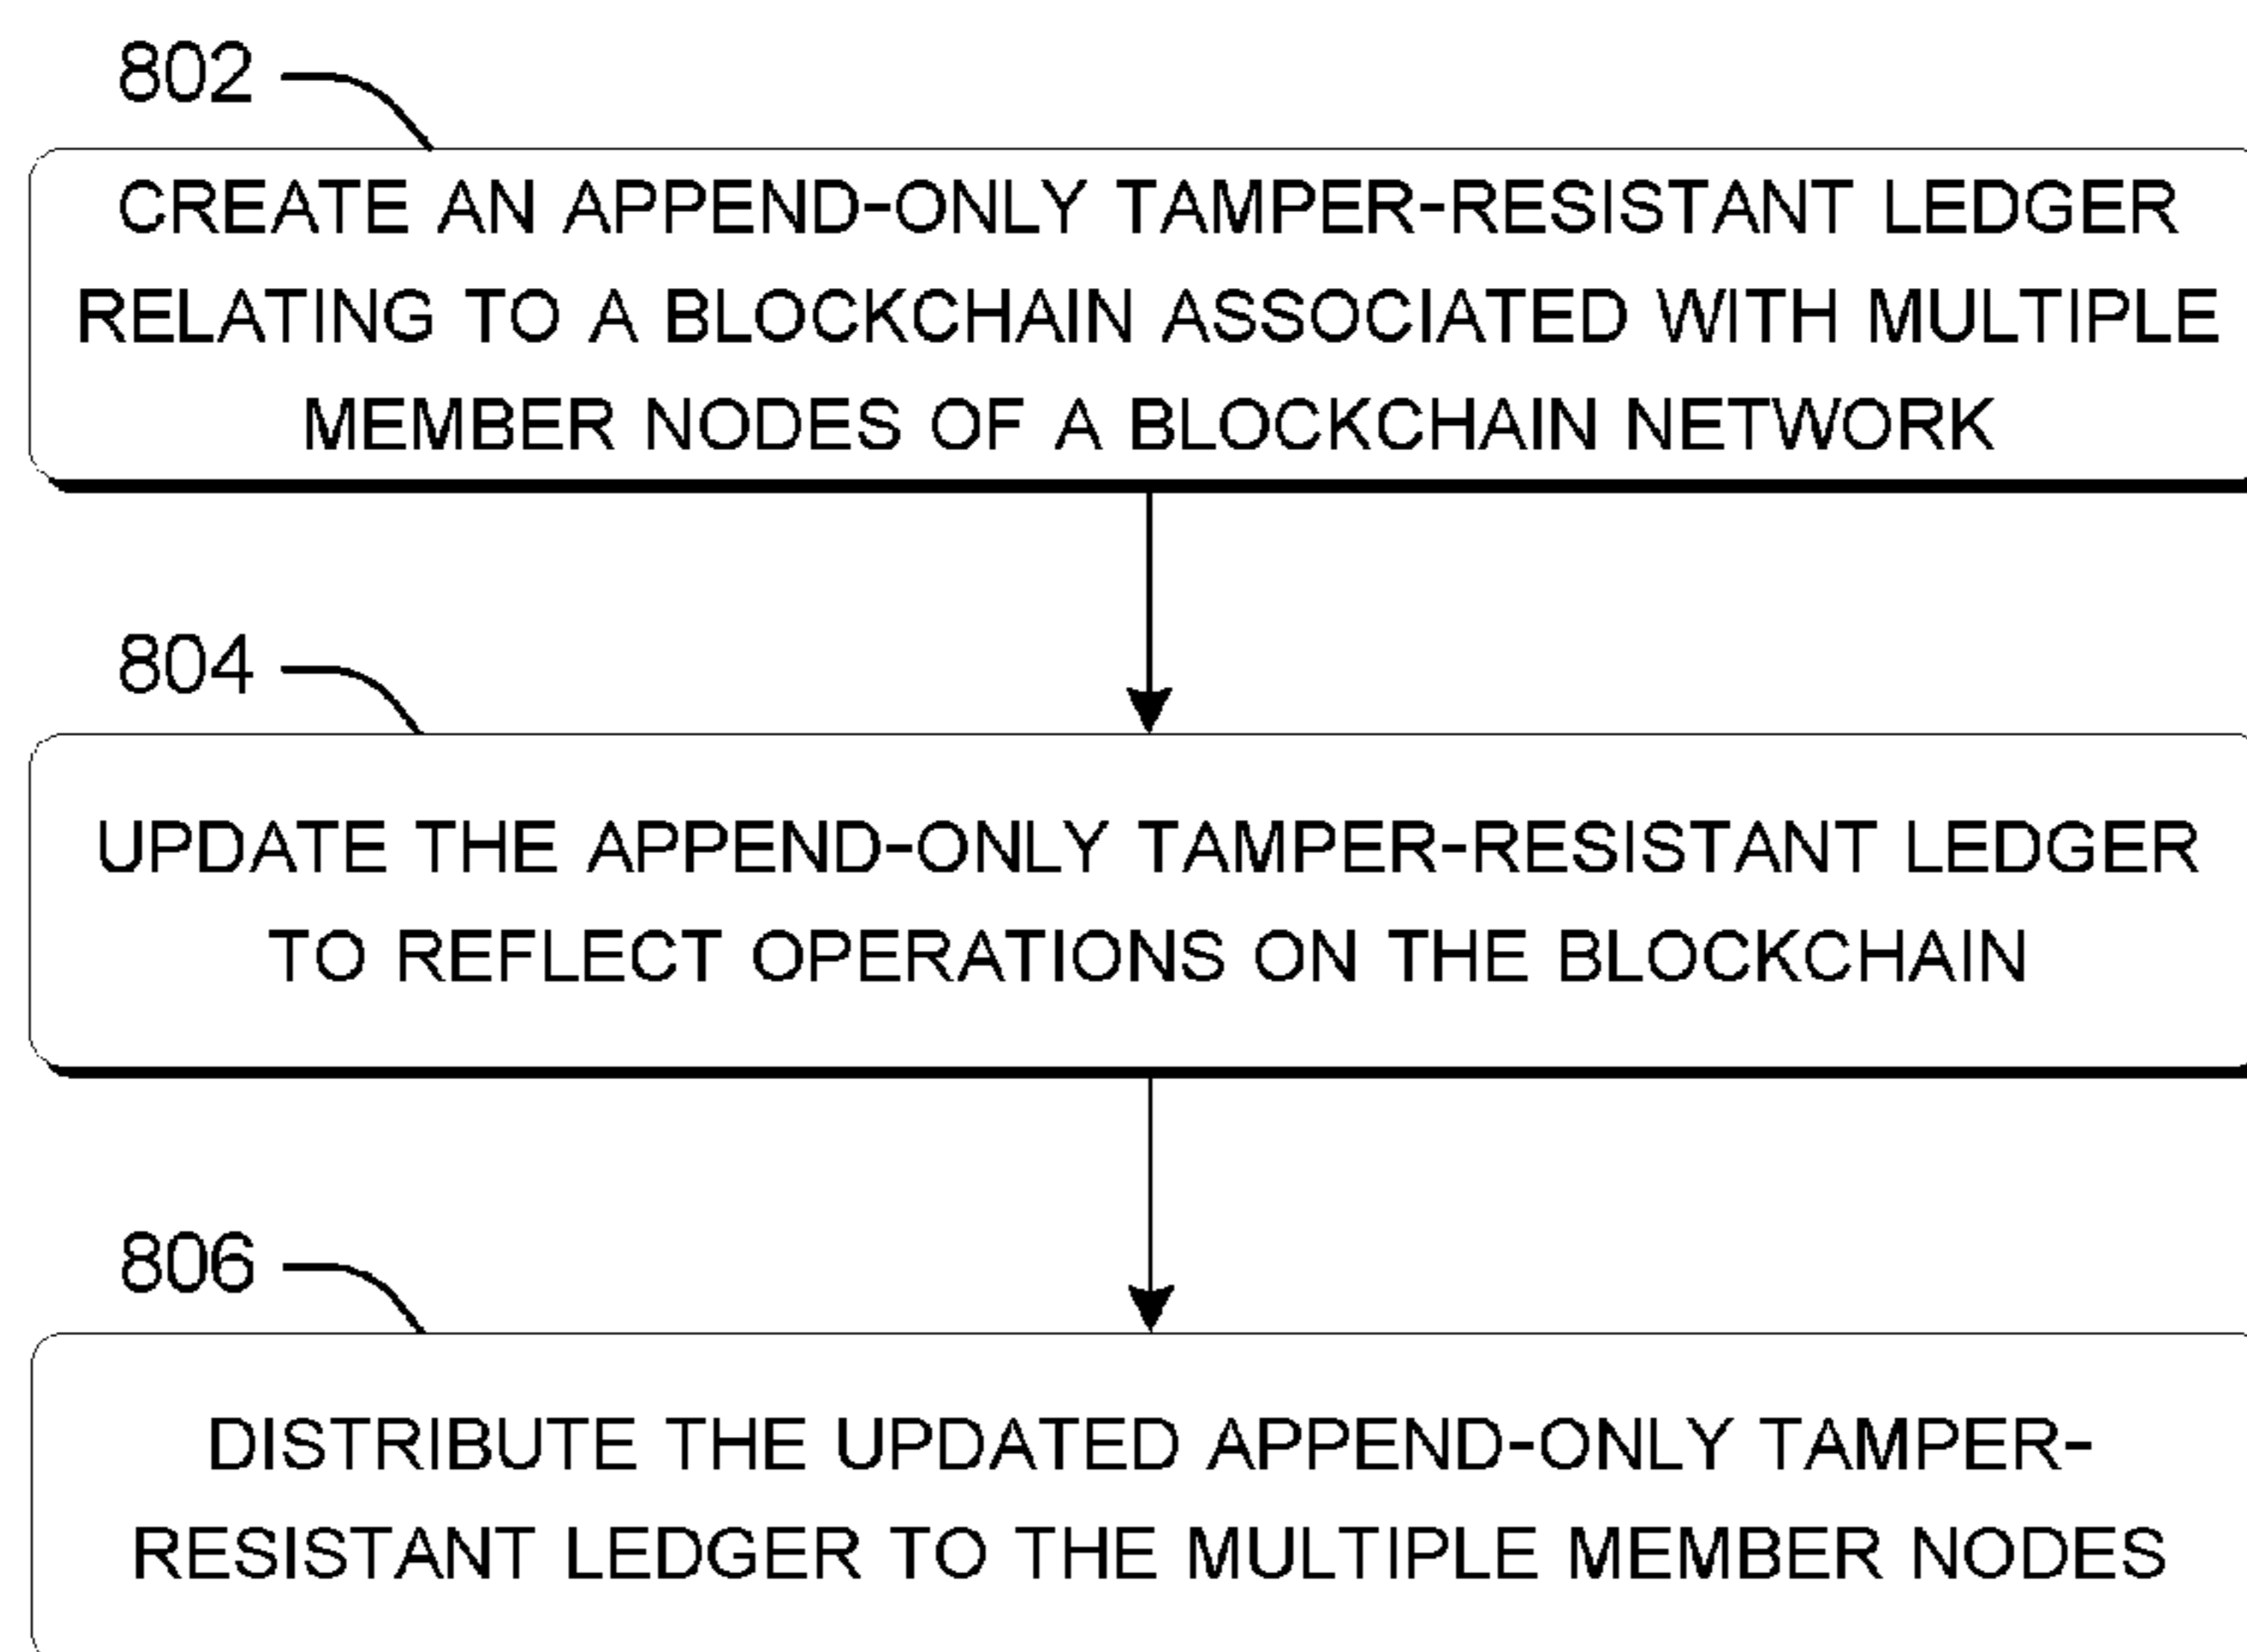 802
CREATE AN APPEND-ONLY TAMPER-RESISTANT LEDGER
RELATING TO A BLOCKCHAIN ASSOCIATED WITH MULTIPLE
MEMBER NODES OF A BLOCKCHAIN NETWORK
804
UPDATE THE APPEND-ONLY TAMPER-RESISTANT LEDGER
TO REFLECT OPERATIONS ON THE BLOCKCHAIN
806
DISTRIBUTE THE UPDATED APPEND-ONLY TAMPER-
RESISTANT LEDGER TO THE MULTIPLE MEMBER NODES